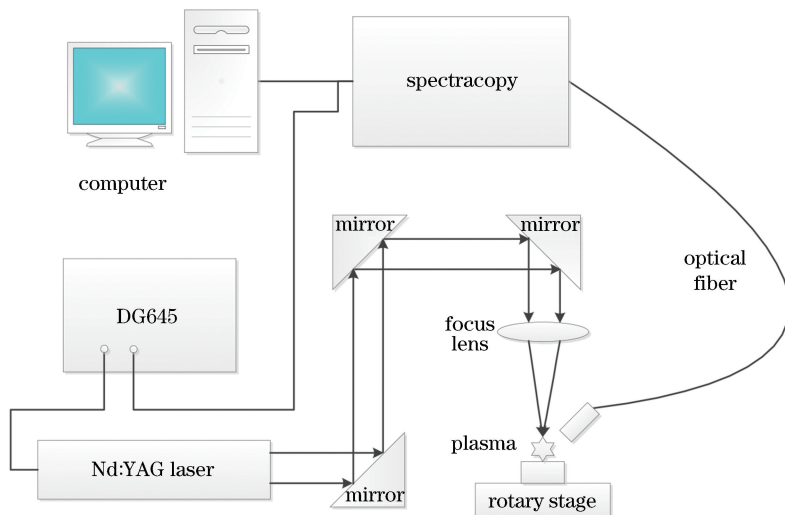 spectracopy
computer
mirror
mirror
optical
fiber
DG645
focus
lens
plasma
Nd:YAG laser
mirror
rotary stage